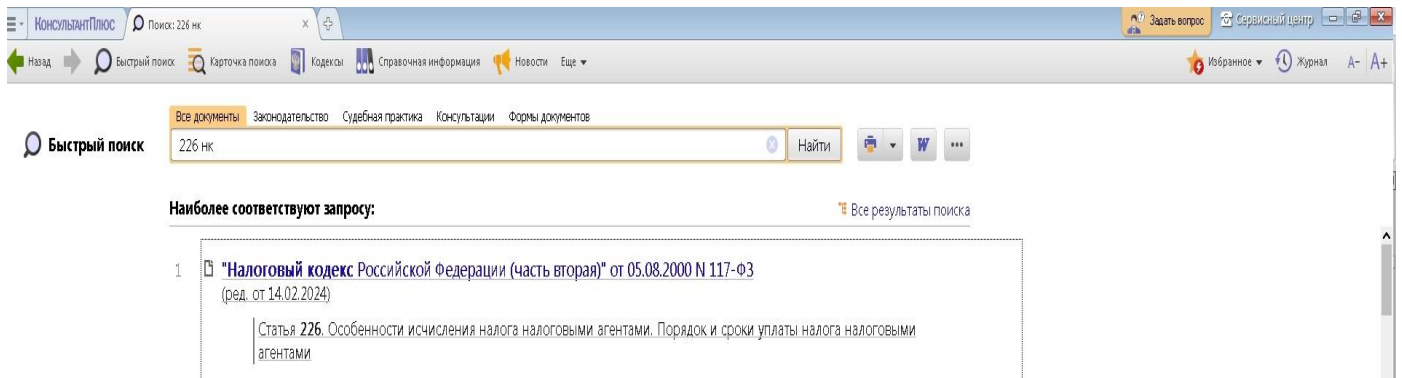 КонсультантПлюс Поиск: 226 нк Задать вопрос Сервисный центр
Назад Быстрый поиск Карточка поиска Кодексы Справочная информация Новости Еще Избранное Журнал A- A+
Все документы Законодательство Судебная практика Консультации Формы документов
Быстрый поиск 226 нк Найти W
Наиболее соответствуют запросу: Все результаты поиска
1 "Налоговый кодекс Российской Федерации (часть вторая)" от 05.08.2000 N 117-ФЗ
(ред. от 14.02.2024)
Статья 226. Особенности исчисления налога налоговыми агентами. Порядок и сроки уплаты налога налоговыми
агентами